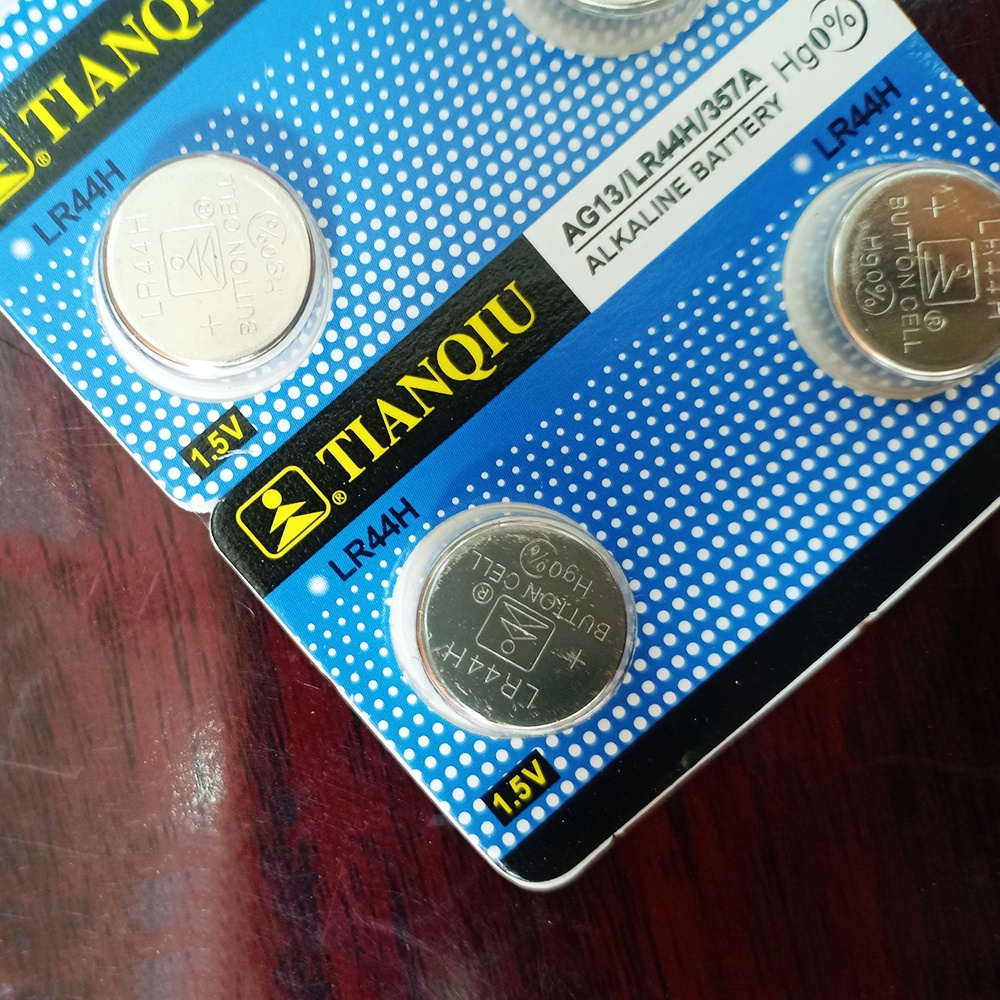 TIANQIU
®
LR44H
LR44H
®
BUTTON CELL
Hg0%
+
1.5V
AG13/LR44H/357A
ALKALINE BATTERY
Hg0%
TIANQIU
®
LR44H
+
LR44H
BUTTON CELL
®
Hg0%
LR44H
Hg0%
BUTTON CELL
®
LR44H
+
1.5V